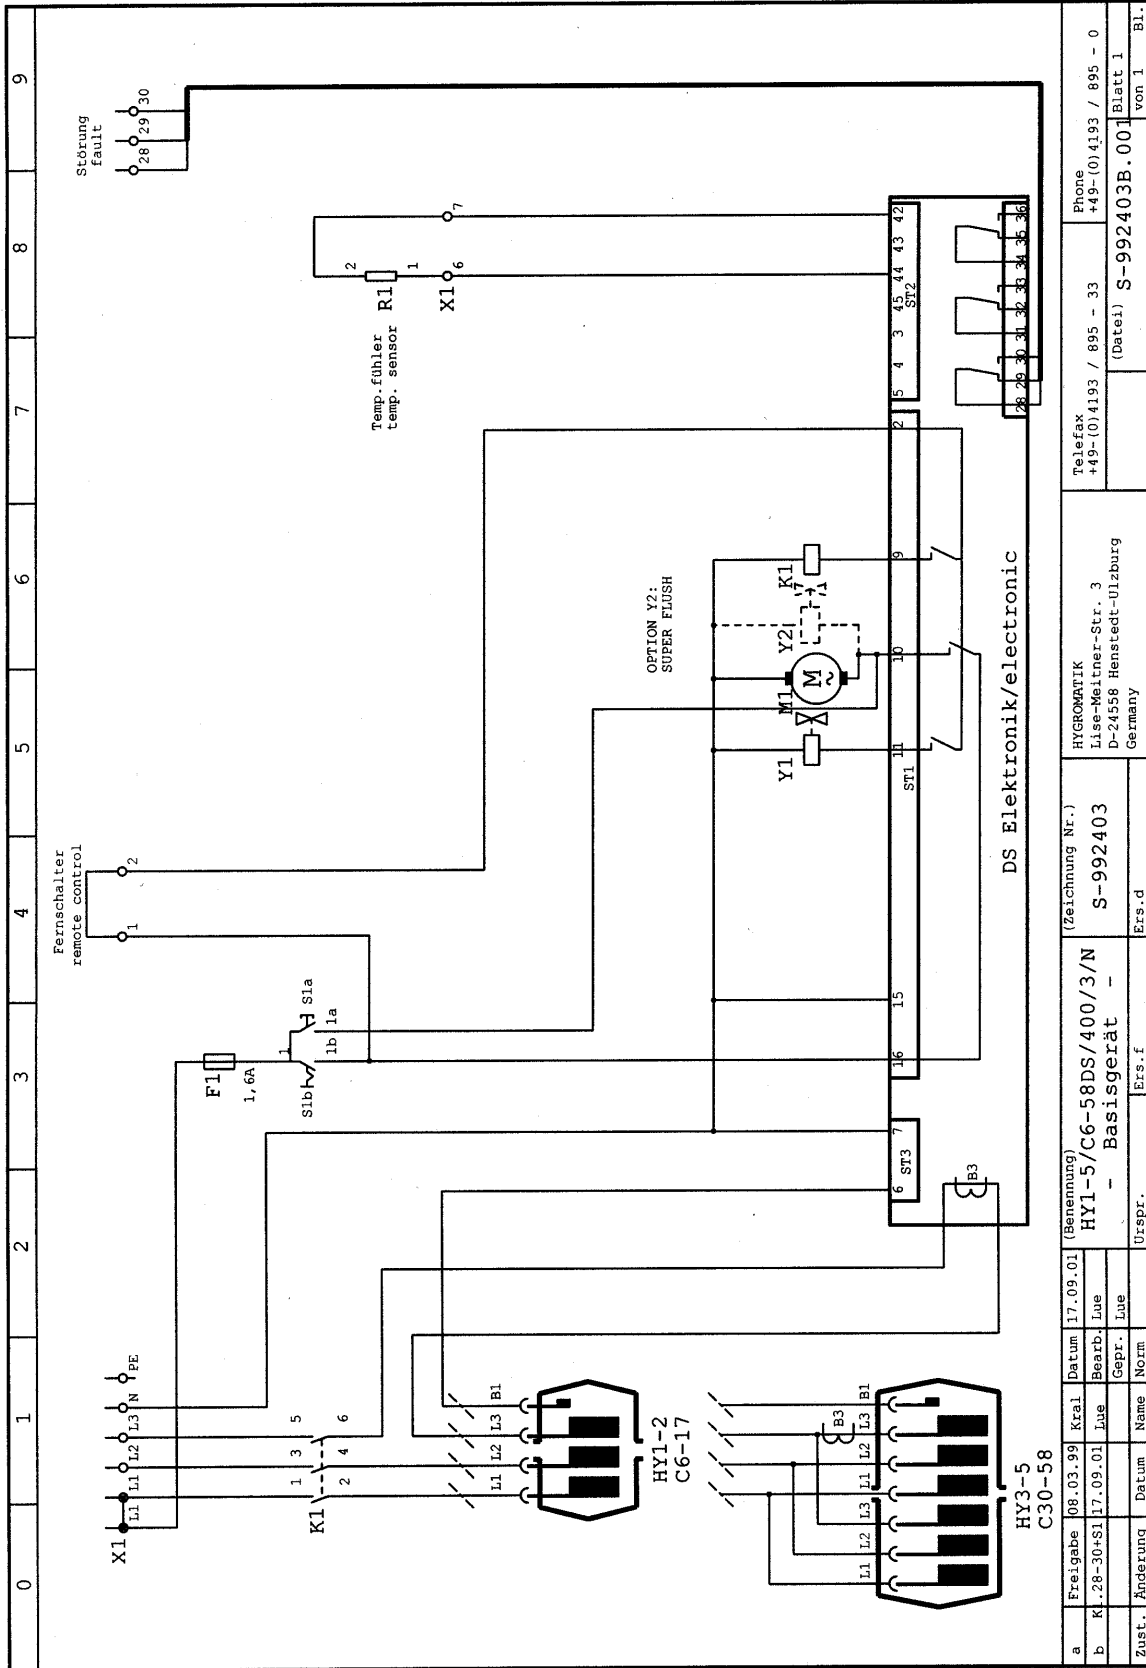 0 1 2 3 4 5 6 7 8 9
X1
L1 L1 L2 L3 N PE
F1
1,6A
1
S1b S1a
1b 1a
Fernschalter
remote control
1 2
Störung
fault
28 29 30
Temp.fühler
temp. sensor
R1
2
1
X1
6 7
K1
1 3 5
2 4 6
L1 L2 L3 B1
HY1-2
C6-17
OPTION Y2:
SUPER FLUSH
Y1 M1 Y2 K1
M
~
6 7
ST3
16 15 11 10 9 2
ST1
5 4 3 45 44 43 42
ST2
B3
DS Elektronik/electronic
28 29 30 31 32 33 34 35 36
B3
L1 L2 L3 L1 L2 L3 B1
HY3-5
C30-58
a Freigabe 08.03.99 Kral Datum 17.09.01
b Kl.28-30+S1 17.09.01 Lue Bearb. Lue
Gepr. Lue
Zust. Änderung Datum Name Norm
(Benennung)
HY1-5/C6-58DS/400/3/N
- Basisgerät -
Urspr. Ers.f Ers.d
(Zeichnung Nr.)
S-992403
HYGROMATIK
Lise-Meitner-Str. 3
D-24558 Henstedt-Ulzburg
Germany
Telefax
+49-(0)4193 / 895 - 33
Phone
+49-(0)4193 / 895 - 0
(Datei) S-992403B.001
Blatt 1
von 1 Bl.